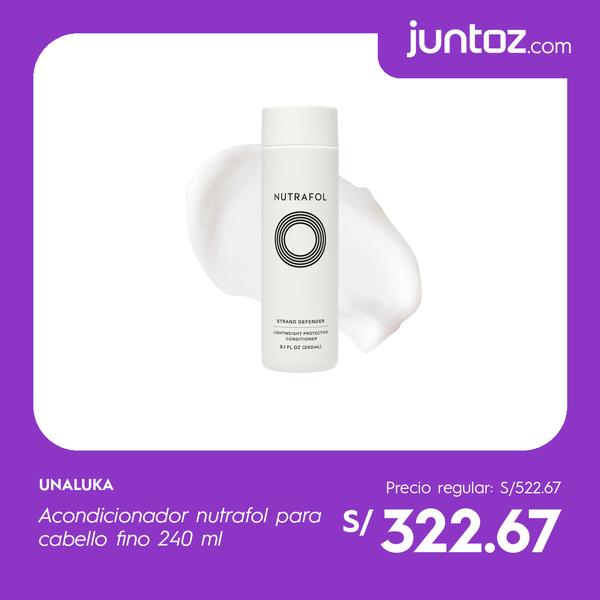 juntoz.com
NUTRAFOL
STRAND DEFENDER
LIGHTWEIGHT PROTECTIVE
CONDITIONER
8.1 FL OZ (240mL)
UNALUKA
Acondicionador nutrafol para
cabello fino 240 ml
Precio regular: S/522.67
S/322.67